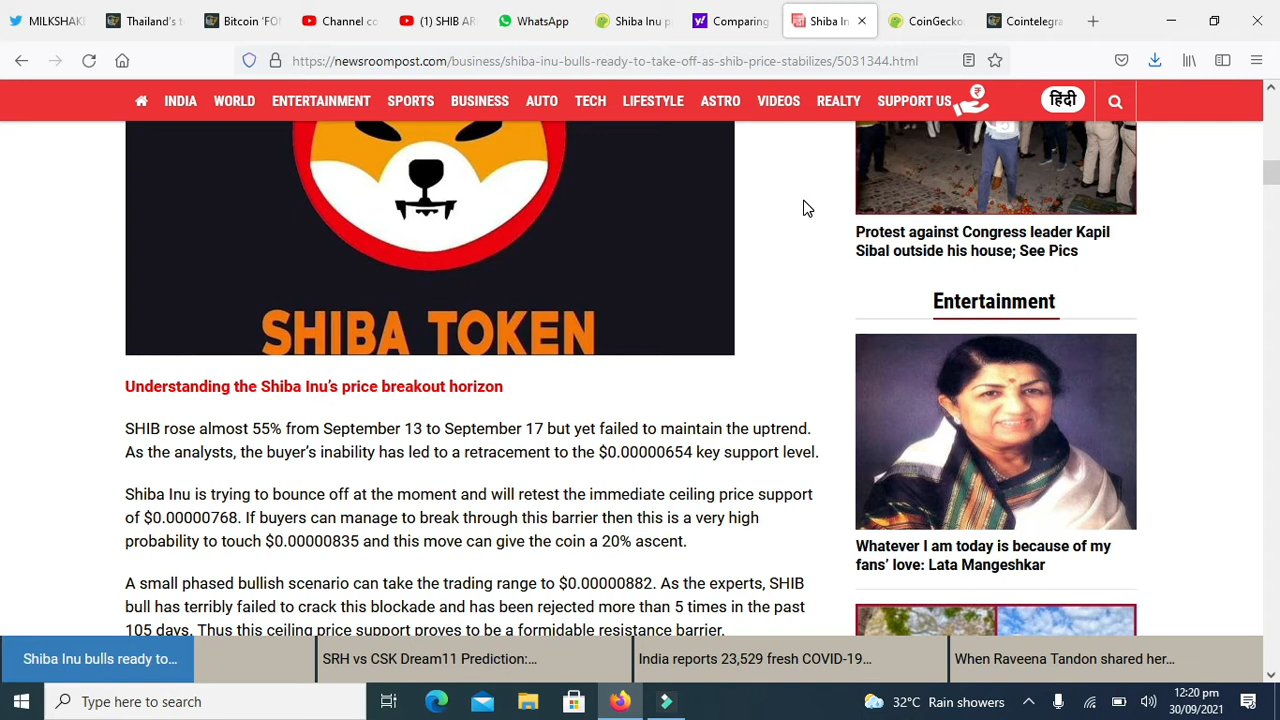 MILKSHAKE
Thailand's t
Bitcoin 'FO
Channel co
(1) SHIB AR
WhatsApp
Shiba Inu p
Comparing
Shiba In
CoinGecko
Cointelegra
https://newsroompost.com/business/shiba-inu-bulls-ready-to-take-off-as-shib-price-stabilizes/5031344.html
INDIA WORLD ENTERTAINMENT SPORTS BUSINESS AUTO TECH LIFESTYLE ASTRO VIDEOS REALTY SUPPORT US
हिंदी
SHIBA TOKEN
Understanding the Shiba Inu's price breakout horizon
SHIB rose almost 55% from September 13 to September 17 but yet failed to maintain the uptrend.
As the analysts, the buyer's inability has led to a retracement to the $0.00000654 key support level.
Shiba Inu is trying to bounce off at the moment and will retest the immediate ceiling price support
of $0.00000768. If buyers can manage to break through this barrier then this is a very high
probability to touch $0.00000835 and this move can give the coin a 20% ascent.
A small phased bullish scenario can take the trading range to $0.00000882. As the experts, SHIB
bull has terribly failed to crack this blockade and has been rejected more than 5 times in the past
105 days. Thus this ceiling price support proves to be a formidable resistance barrier.
Protest against Congress leader Kapil
Sibal outside his house; See Pics
Entertainment
Whatever I am today is because of my
fans' love: Lata Mangeshkar
Shiba Inu bulls ready to...
SRH vs CSK Dream11 Prediction:...
India reports 23,529 fresh COVID-19...
When Raveena Tandon shared her...
Type here to search
32°C Rain showers
12:20 pm
30/09/2021